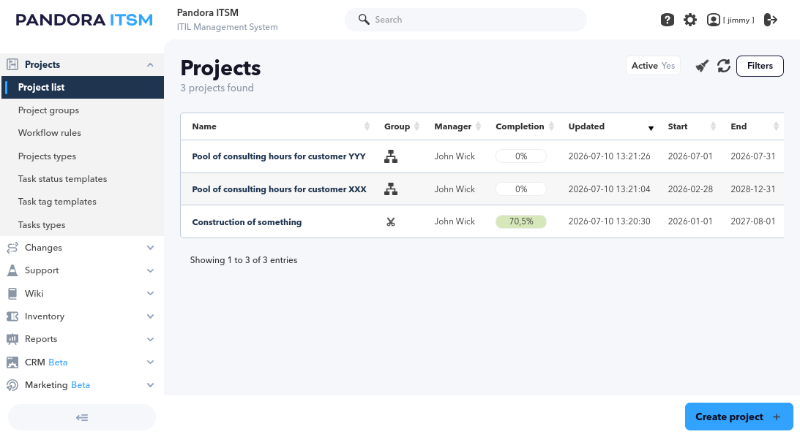 PANDORA ITSM
Pandora ITSM
ITIL Management System
Search
[ jimmy ]
Projects
Project list
Project groups
Workflow rules
Projects types
Task status templates
Task tag templates
Tasks types
Changes
Support
Wiki
Inventory
Reports
CRM Beta
Marketing Beta
Projects
3 projects found
Active Yes
Filters
Name Group Manager Completion Updated Start End
Pool of consulting hours for customer YYY John Wick 0% 2026-07-10 13:21:26 2026-07-01 2026-07-31
Pool of consulting hours for customer XXX John Wick 0% 2026-07-10 13:21:04 2026-02-28 2028-12-31
Construction of something John Wick 70,5% 2026-07-10 13:20:30 2026-01-01 2027-08-01
Showing 1 to 3 of 3 entries
Create project +